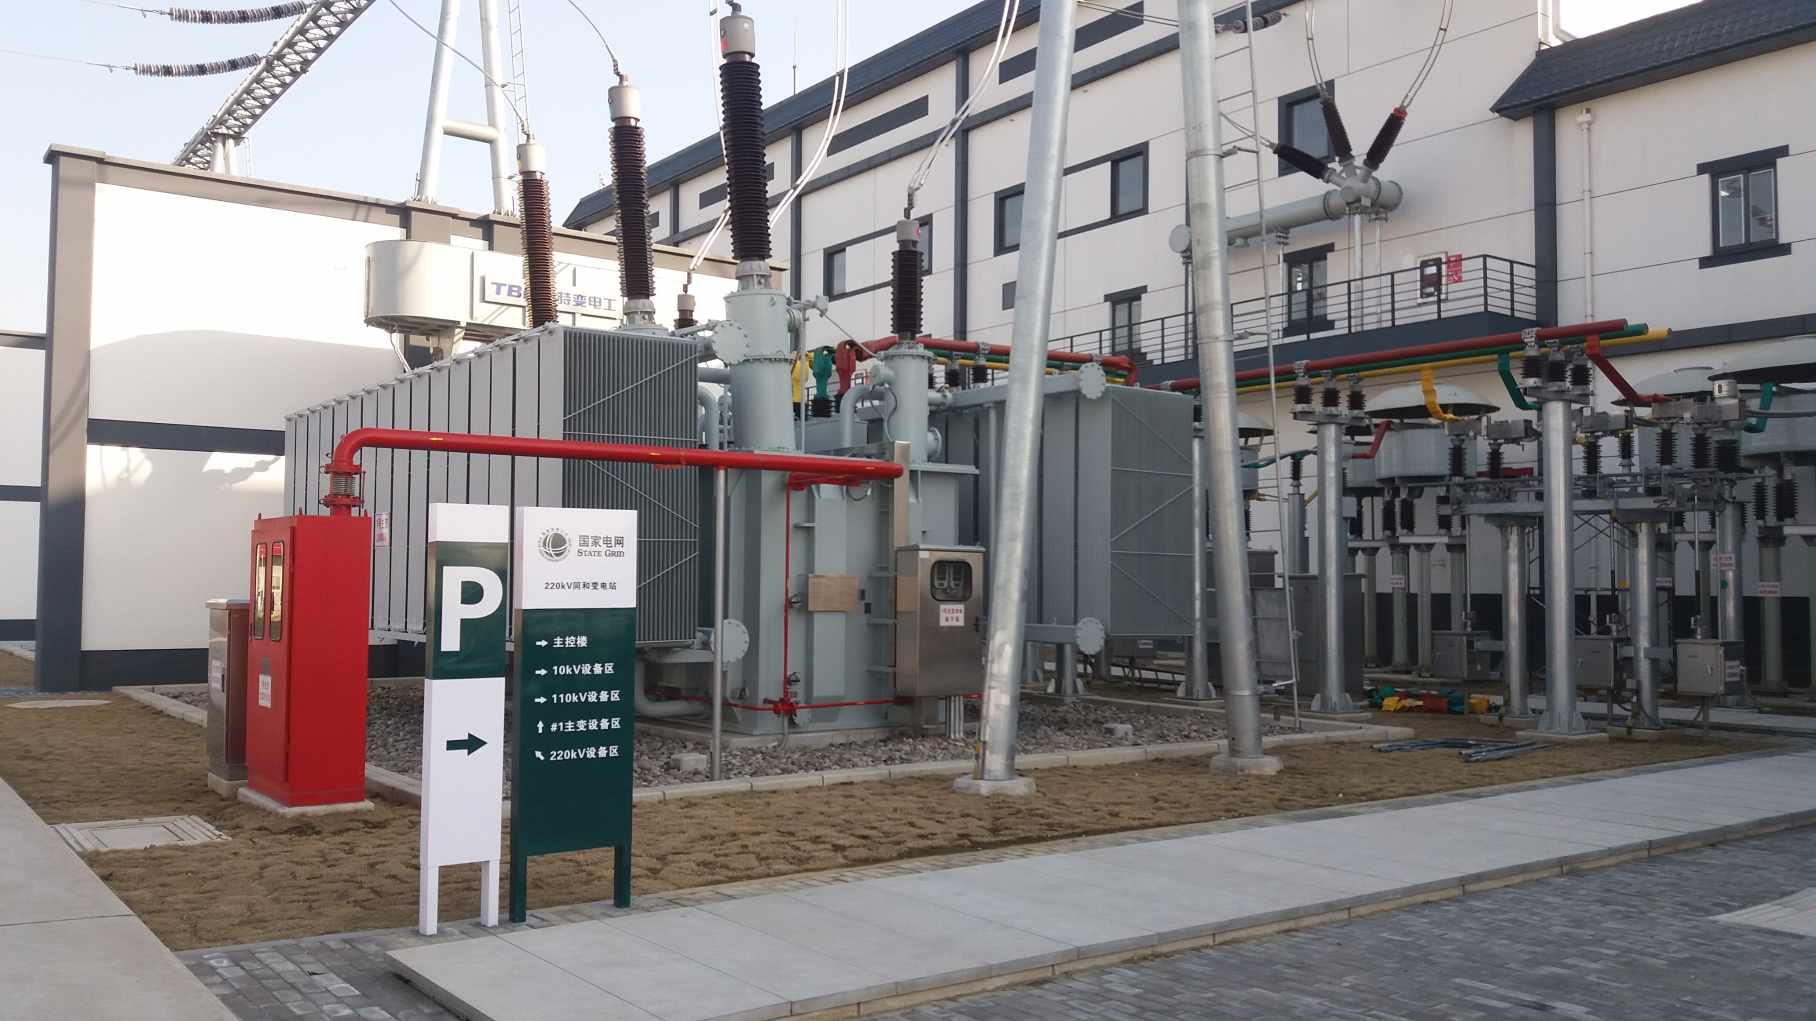 TB
特变电工
P
国家电网
STATE GRID
220kV同和变电站
主控楼
10kV设备区
110kV设备区
#1主变设备区
220kV设备区